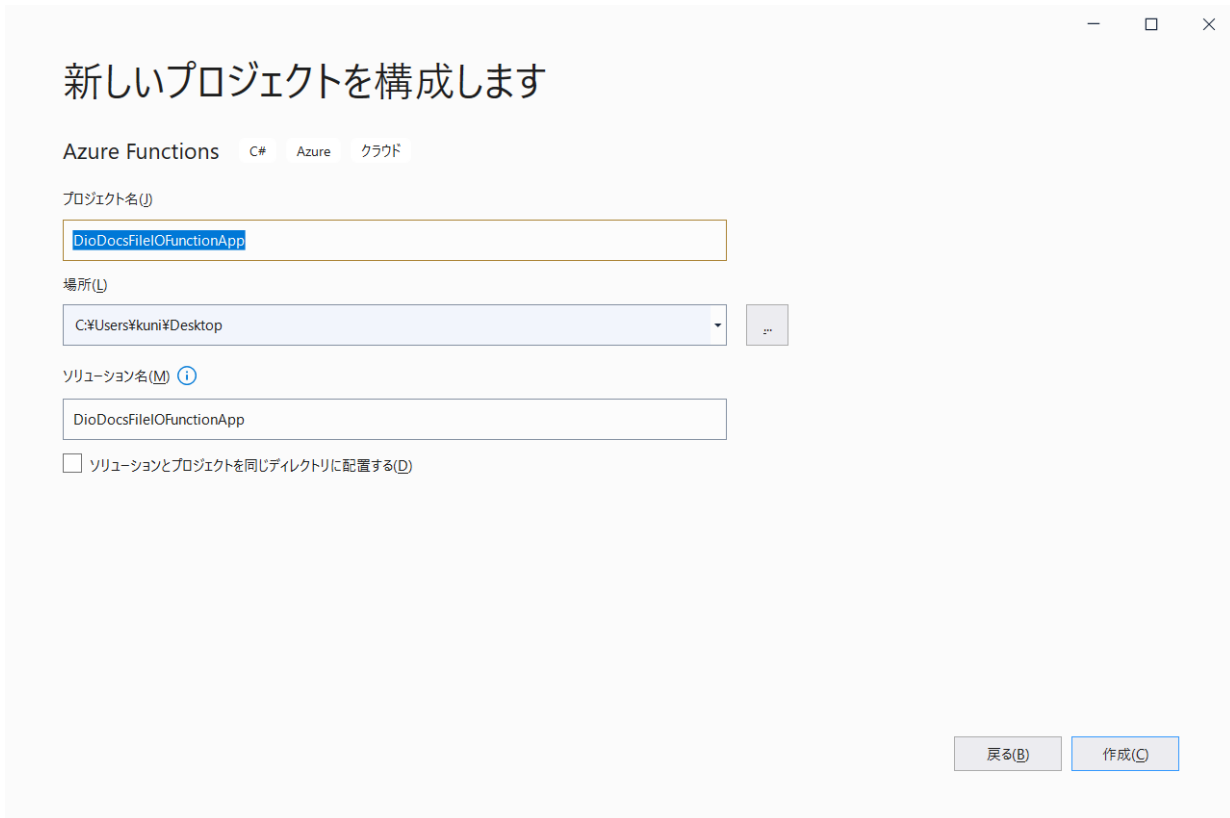 新しいプロジェクトを構成します
Azure Functions C# Azure クラウド
プロジェクト名(J)
DioDocsFileIOFunctionApp
場所(L)
C:¥Users¥kuni¥Desktop
...
ソリューション名(M)
DioDocsFileIOFunctionApp
ソリューションとプロジェクトを同じディレクトリに配置する(D)
戻る(B) 作成(C)